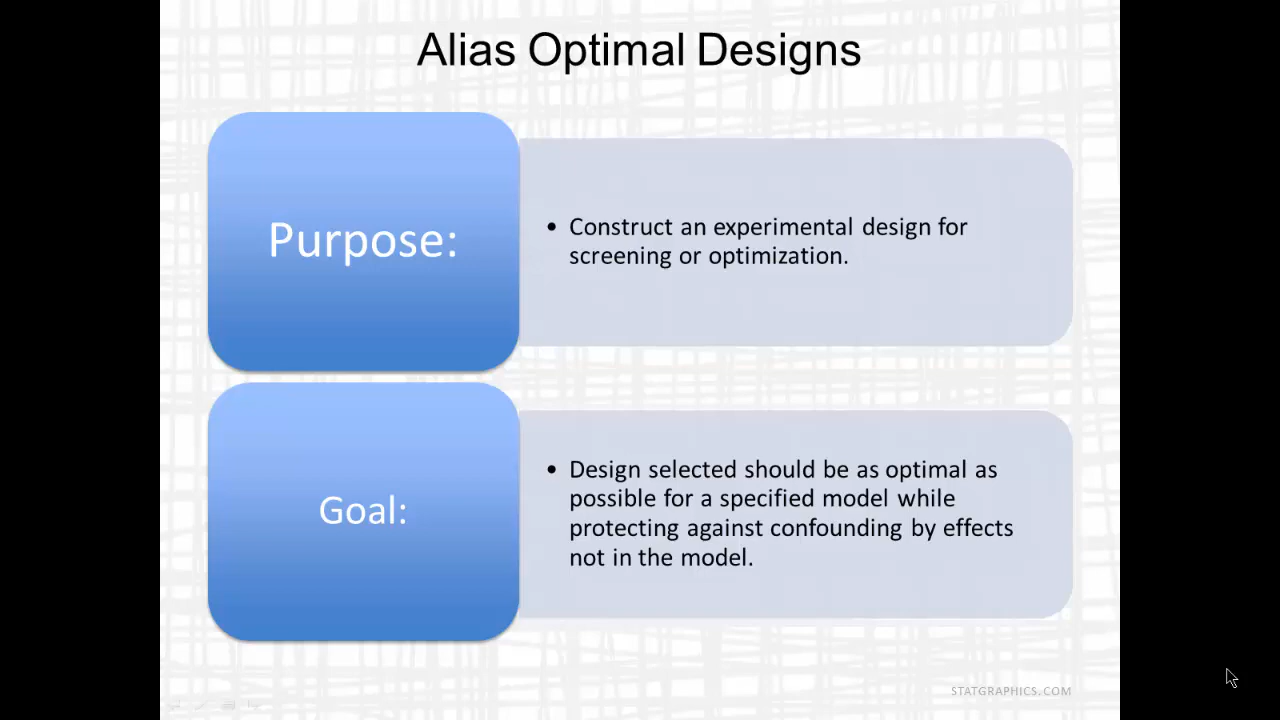 Alias Optimal Designs
Purpose:
• Construct an experimental design for
screening or optimization.
Goal:
• Design selected should be as optimal as
possible for a specified model while
protecting against confounding by effects
not in the model.
STATGRAPHICS.COM